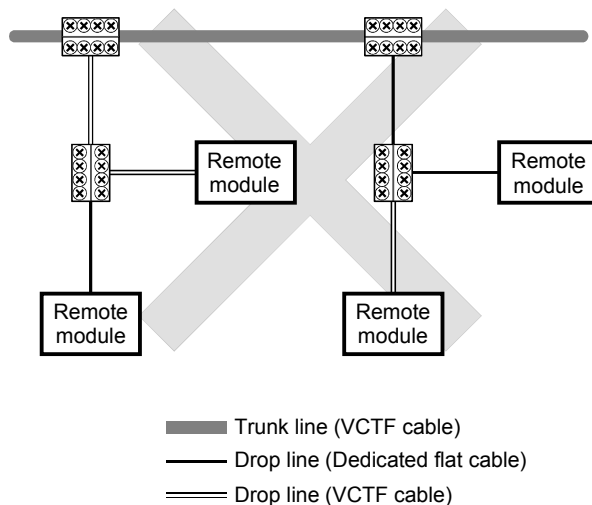 Remote
module
Remote
module
Remote
module
Remote
module
Trunk line (VCTF cable)
Drop line (Dedicated flat cable)
Drop line (VCTF cable)